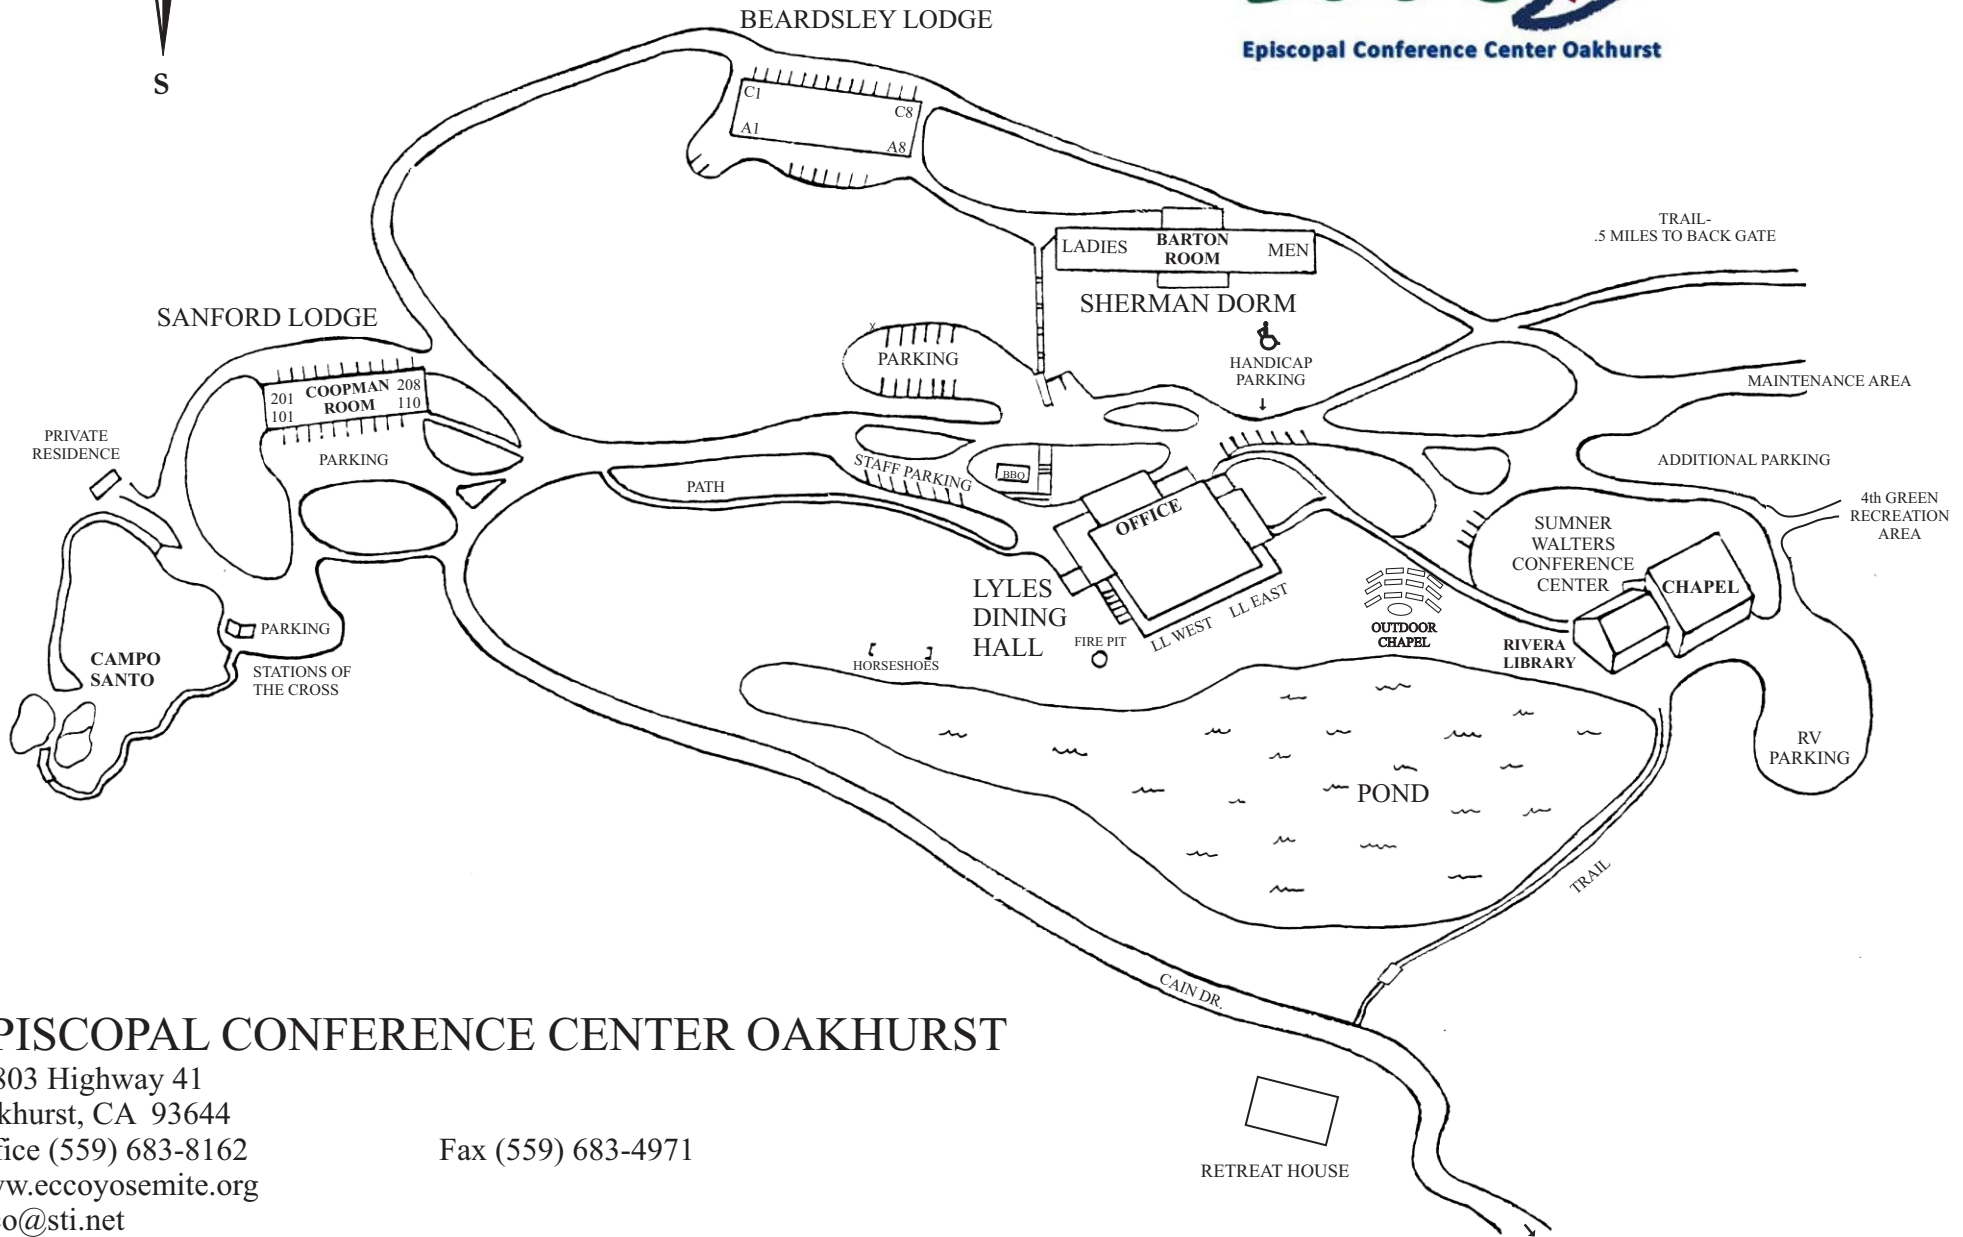 BEARDSLEY LODGE
Episcopal Conference Center Oakhurst
S
C1
C8
A1
A8
TRAIL-
.5 MILES TO BACK GATE
LADIES
BARTON
ROOM
MEN
SHERMAN DORM
SANFORD LODGE
x
PARKING
HANDICAP
PARKING
201
COOPMAN
ROOM
208
101
110
MAINTENANCE AREA
PRIVATE
RESIDENCE
PARKING
PATH
STAFF PARKING
BBQ
OFFICE
ADDITIONAL PARKING
4th GREEN
RECREATION
AREA
SUMNER
WALTERS
CONFERENCE
CENTER
CHAPEL
LYLES
DINING
HALL
LL WEST
LL EAST
FIRE PIT
HORSESHOES
OUTDOOR
CHAPEL
RIVERA
LIBRARY
PARKING
CAMPO
SANTO
STATIONS OF
THE CROSS
RV
PARKING
POND
TRAIL
CAIN DR.
RETREAT HOUSE
PISCOPAL CONFERENCE CENTER OAKHURST
803 Highway 41
khurst, CA 93644
fice (559) 683-8162
Fax (559) 683-4971
w.eccoyosemite.org
o@sti.net